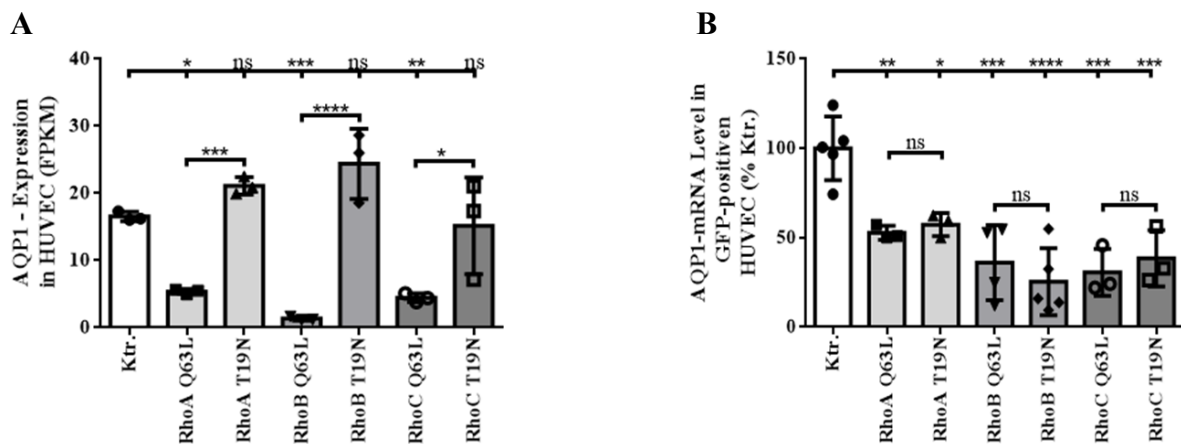 A
AQP1 - Expression
in HUVEC (FPKM)
40
30
20
10
0
* ns *** ns ** ns
***
****
*
Ktr.
RhoA Q63L
RhoA T19N
RhoB Q63L
RhoB T19N
RhoC Q63L
RhoC T19N
B
AQP1-mRNA Level in
GFP-positiven
HUVEC (% Ktr.)
150
100
50
0
** * *** **** *** ***
ns
ns
ns
Ktr.
RhoA Q63L
RhoA T19N
RhoB Q63L
RhoB T19N
RhoC Q63L
RhoC T19N